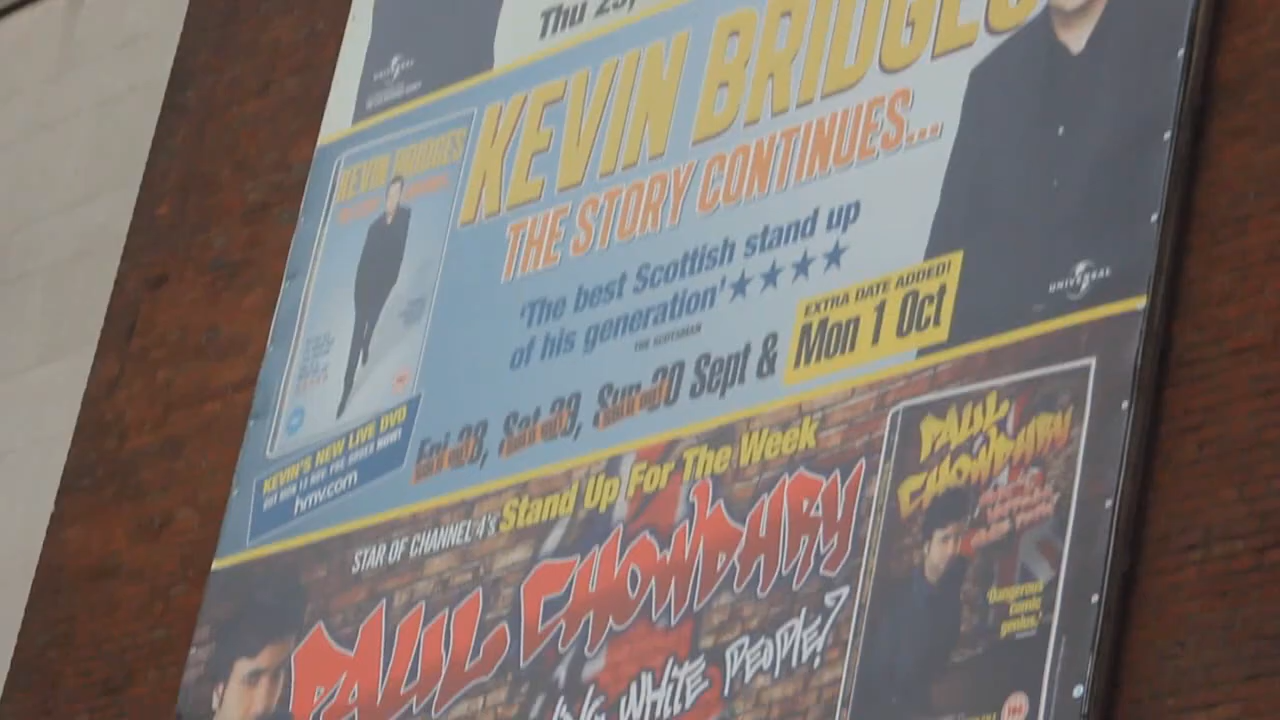 Thu
UNIVERSAL
KEVIN BRIDGES
THE STORY CONTINUES...
'The best Scottish stand up
of his generation' ★★★★
THE SCOTSMAN
EXTRA DATE ADDED!
Fri 28, Sat 29, Sun 30 Sept & Mon 1 Oct
UNIVERSAL
KEVIN BRIDGES
KEVIN'S NEW LIVE DVD
hmv.com
STAR OF CHANNEL 4's Stand Up For The Week
PAUL CHOWDHRY
WHITE PEOPLE?
PAUL
CHOWDHRY
'Dangerous
comic
genius.'